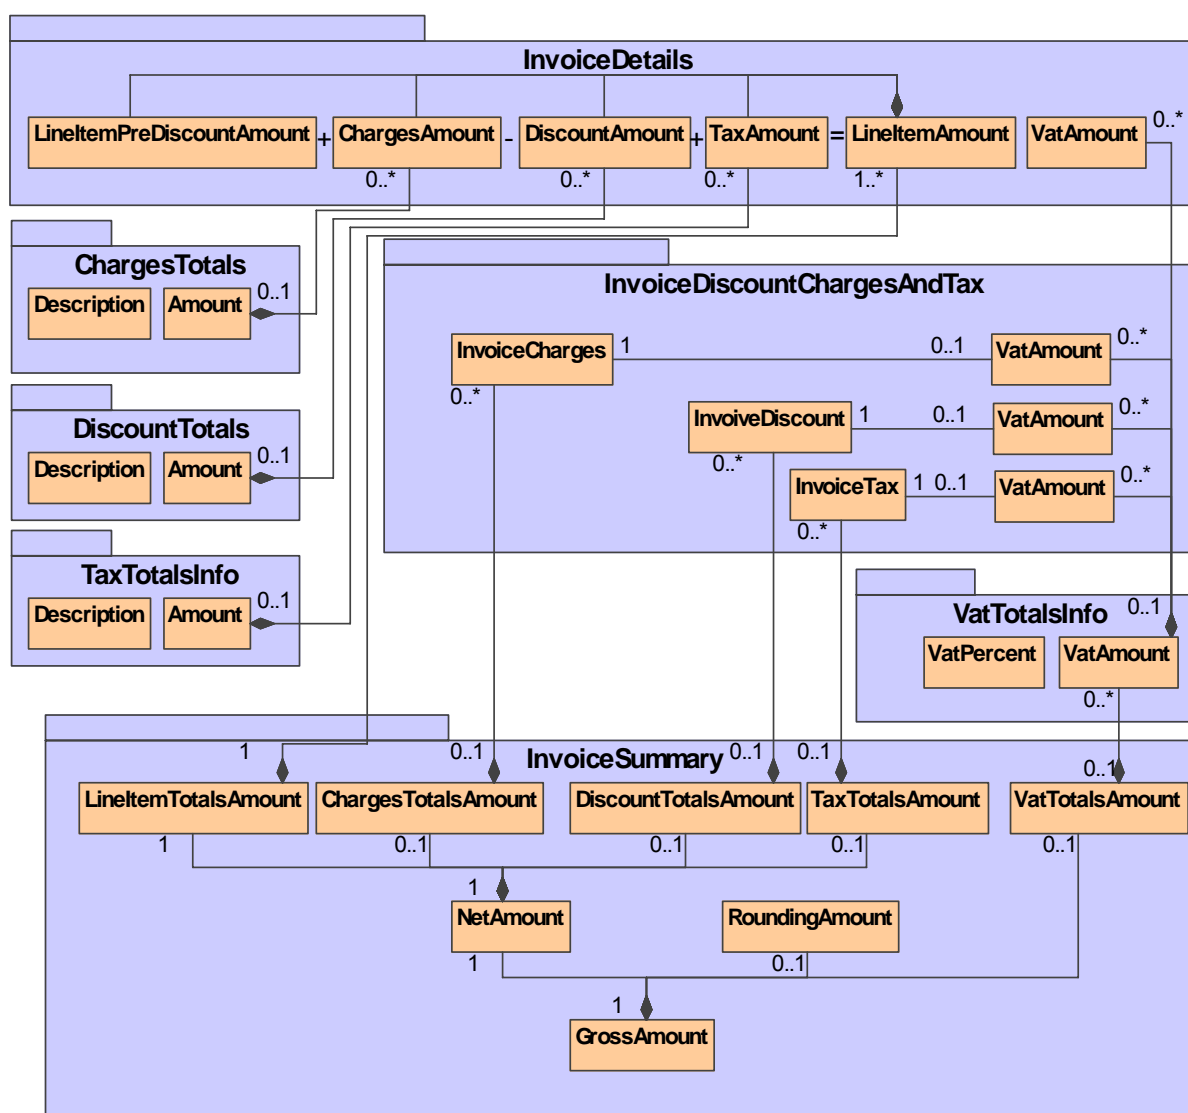 InvoiceDetails
LineItemPreDiscountAmount + ChargesAmount - DiscountAmount + TaxAmount = LineItemAmount VatAmount 0..*
0..* 0..* 0..* 1..*
ChargesTotals
Description Amount 0..1
DiscountTotals
Description Amount 0..1
TaxTotalsInfo
Description Amount 0..1
InvoiceDiscountChargesAndTax
InvoiceCharges 1 0..1 VatAmount 0..*
0..*
InvoiveDiscount 1 0..1 VatAmount 0..*
0..*
InvoiceTax 1 0..1 VatAmount 0..*
0..*
VatTotalsInfo 0..1
VatPercent VatAmount
0..*
InvoiceSummary
1 0..1 0..1 0..1 0..1
LineItemTotalsAmount ChargesTotalsAmount DiscountTotalsAmount TaxTotalsAmount VatTotalsAmount
1 0..1 0..1 0..1 0..1
1
NetAmount RoundingAmount
1 0..1
1
GrossAmount